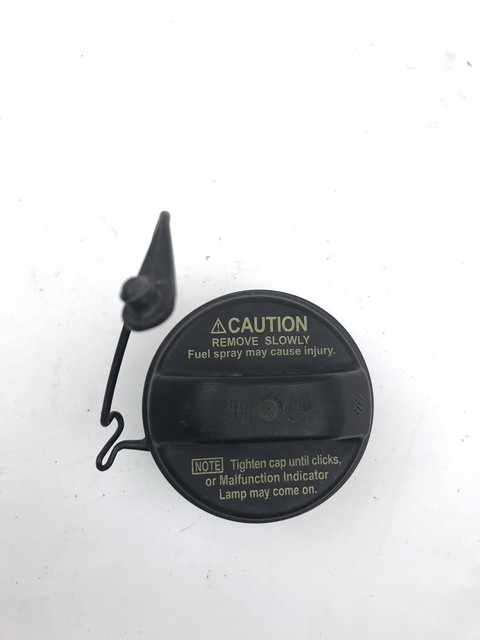 ⚠CAUTION
REMOVE SLOWLY
Fuel spray may cause injury.
NOTE Tighten cap until clicks,
or Malfunction Indicator
Lamp may come on.